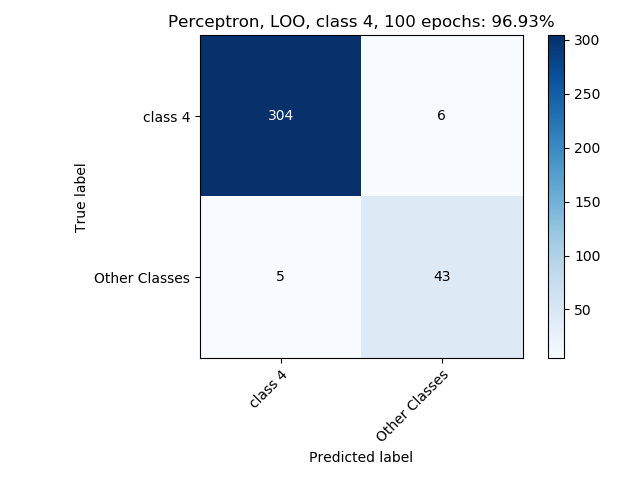 Perceptron, LOO, class 4, 100 epochs: 96.93%
True label
class 4
Other Classes
304
6
5
43
class 4
Other Classes
Predicted label
300
250
200
150
100
50